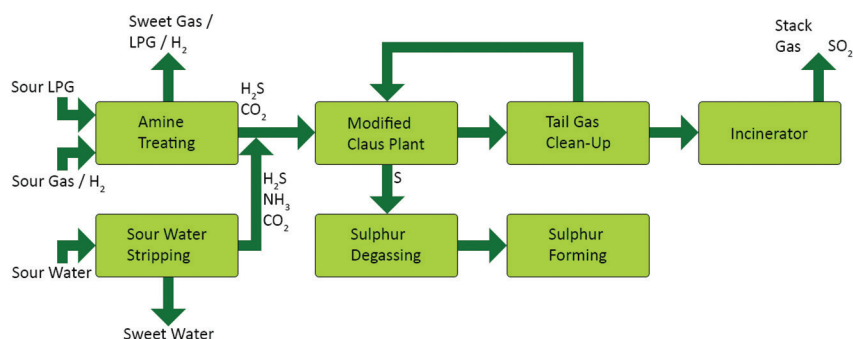 Sweet Gas /
LPG / H₂
Stack
Gas
SO₂
Sour LPG
H₂S
CO₂
Amine
Treating
Modified
Claus Plant
Tail Gas
Clean-Up
Incinerator
Sour Gas / H₂
H₂S
NH₃
CO₂
S
Sour Water
Stripping
Sulphur
Degassing
Sulphur
Forming
Sour Water
Sweet Water